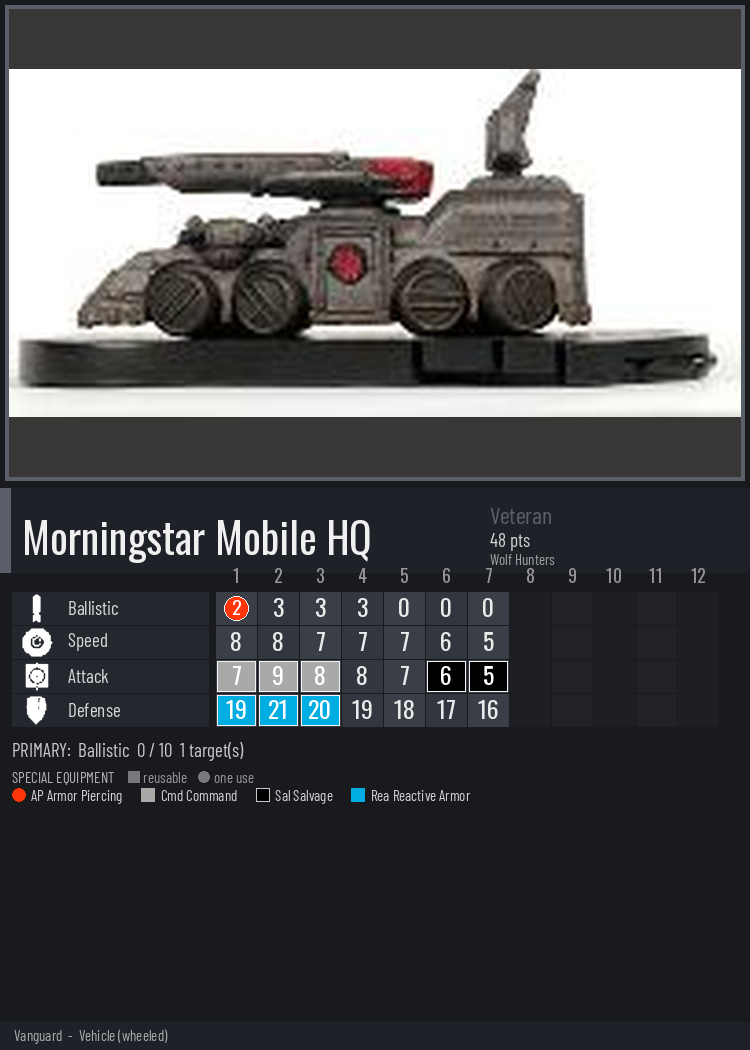 Morningstar Mobile HQ
Veteran
48 pts
Wolf Hunters
1 2 3 4 5 6 7 8 9 10 11 12
Ballistic 2 3 3 3 0 0 0
Speed 8 8 7 7 7 6 5
Attack 7 9 8 8 7 6 5
Defense 19 21 20 19 18 17 16
PRIMARY: Ballistic 0 / 10 1 target(s)
SPECIAL EQUIPMENT reusable one use
AP Armor Piercing Cmd Command Sal Salvage Rea Reactive Armor
Vanguard - Vehicle (wheeled)